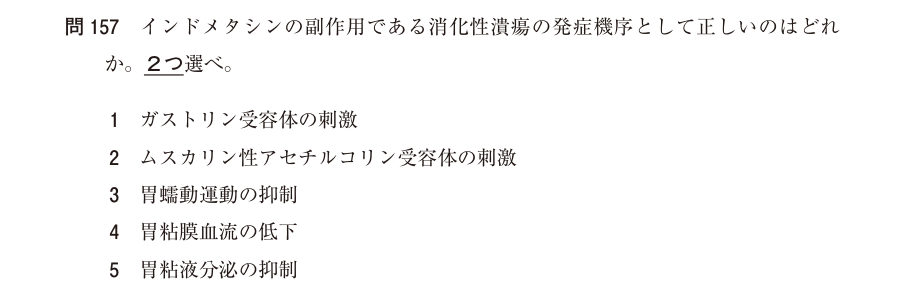 問 157　インドメタシンの副作用である消化性潰瘍の発症機序として正しいのはどれ
か。２つ選べ。
1　ガストリン受容体の刺激
2　ムスカリン性アセチルコリン受容体の刺激
3　胃蠕動運動の抑制
4　胃粘膜血流の低下
5　胃粘液分泌の抑制